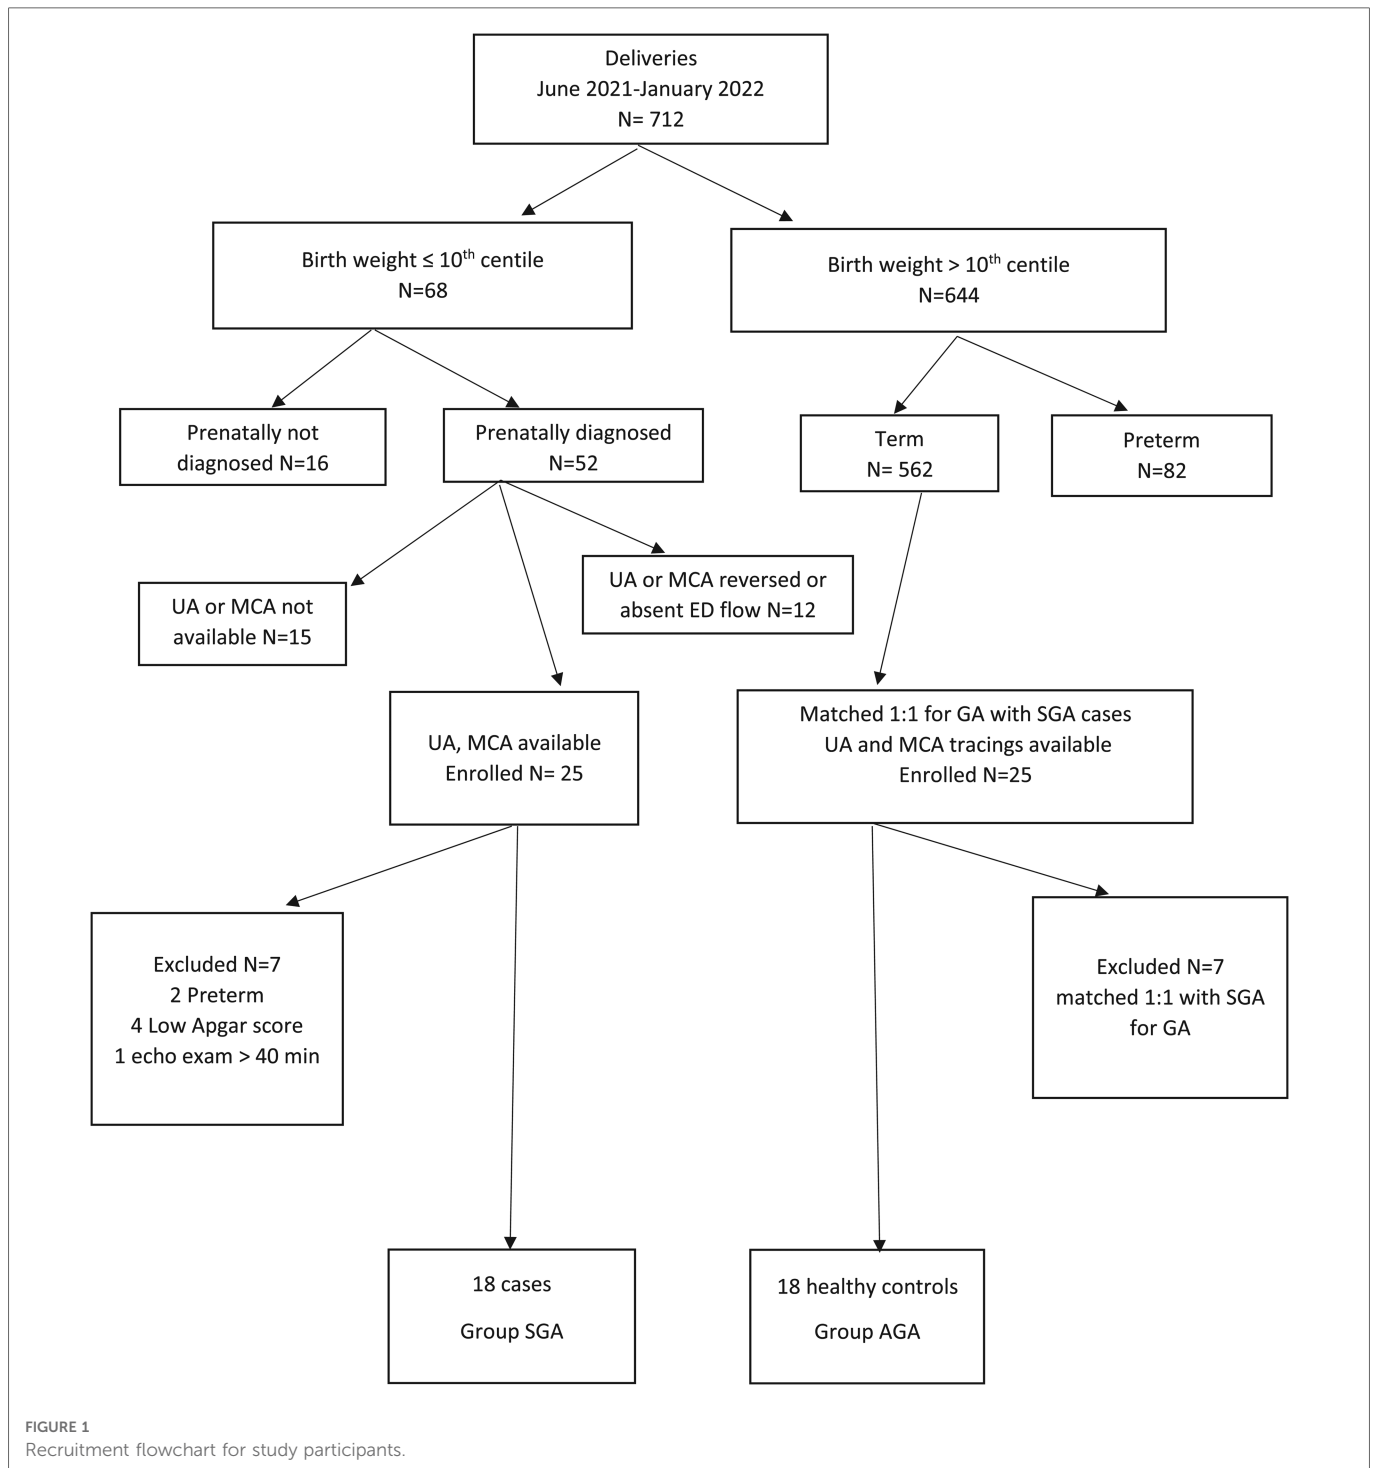 Deliveries
June 2021-January 2022
N= 712
Birth weight ≤ 10th centile
N=68
Birth weight > 10th centile
N=644
Prenatally not
diagnosed N=16
Prenatally diagnosed
N=52
Term
N= 562
Preterm
N=82
UA or MCA not
available N=15
UA or MCA reversed or
absent ED flow N=12
UA, MCA available
Enrolled N= 25
Matched 1:1 for GA with SGA cases
UA and MCA tracings available
Enrolled N=25
Excluded N=7
2 Preterm
4 Low Apgar score
1 echo exam > 40 min
Excluded N=7
matched 1:1 with SGA
for GA
18 cases
Group SGA
18 healthy controls
Group AGA
FIGURE 1
Recruitment flowchart for study participants.